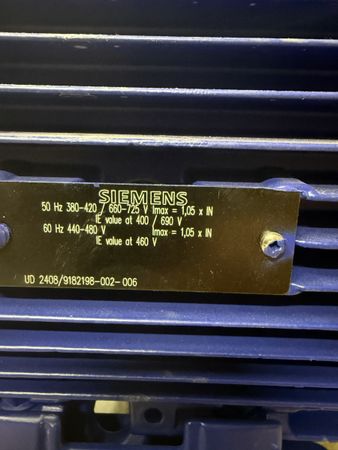 SIEMENS
50 Hz 380-420 / 660-725 V Imax = 1,05 x IN
IE value at 400 / 690 V
60 Hz 440-480 V Imax = 1,05 x IN
IE value at 460 V
UD 2408/9182198-002-006